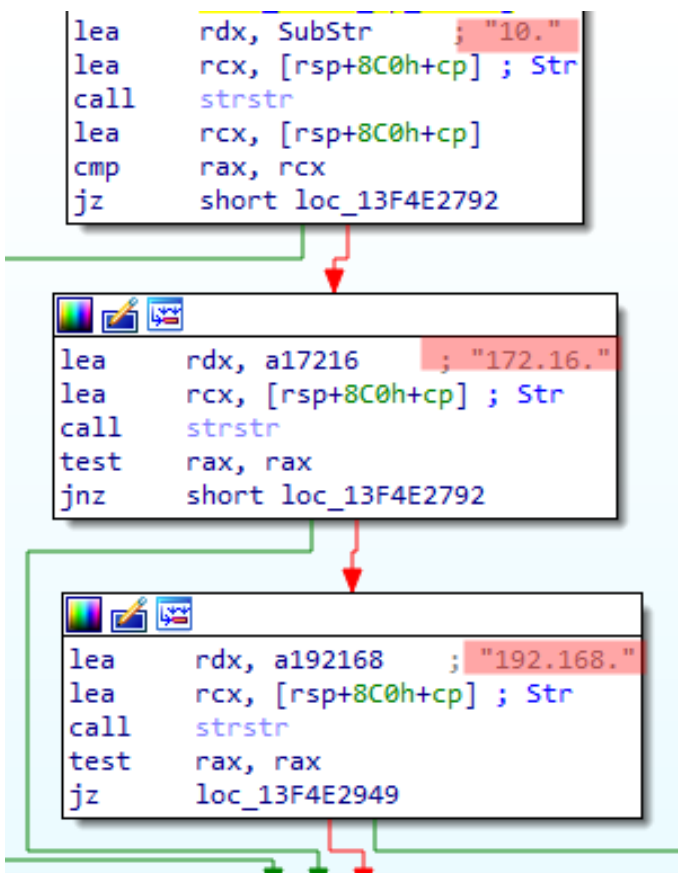 lea rdx, SubStr ; "10."
lea rcx, [rsp+8C0h+cp] ; Str
call strstr
lea rcx, [rsp+8C0h+cp]
cmp rax, rcx
jz short loc_13F4E2792
lea rdx, a17216 ; "172.16."
lea rcx, [rsp+8C0h+cp] ; Str
call strstr
test rax, rax
jnz short loc_13F4E2792
lea rdx, a192168 ; "192.168."
lea rcx, [rsp+8C0h+cp] ; Str
call strstr
test rax, rax
jz loc_13F4E2949